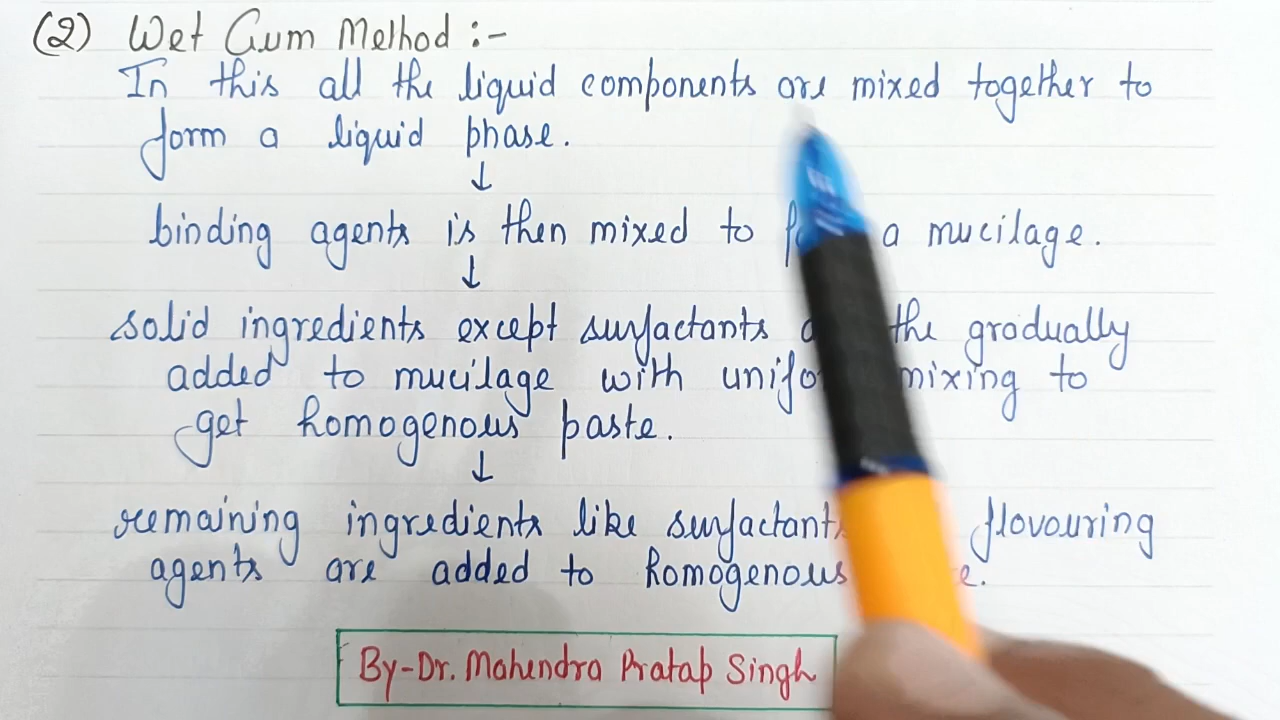 (2) Wet Gum Method :-
In this all the liquid components are mixed together to
form a liquid phase.
↓
binding agents is then mixed to a mucilage.
↓
solid ingredients except surfactants the gradually
added to mucilage with mixing to
get homogenous paste.
↓
remaining ingredients like surfactants flovouring
agents are added to homogenous
By-Dr. Mahendra Pratap Singh